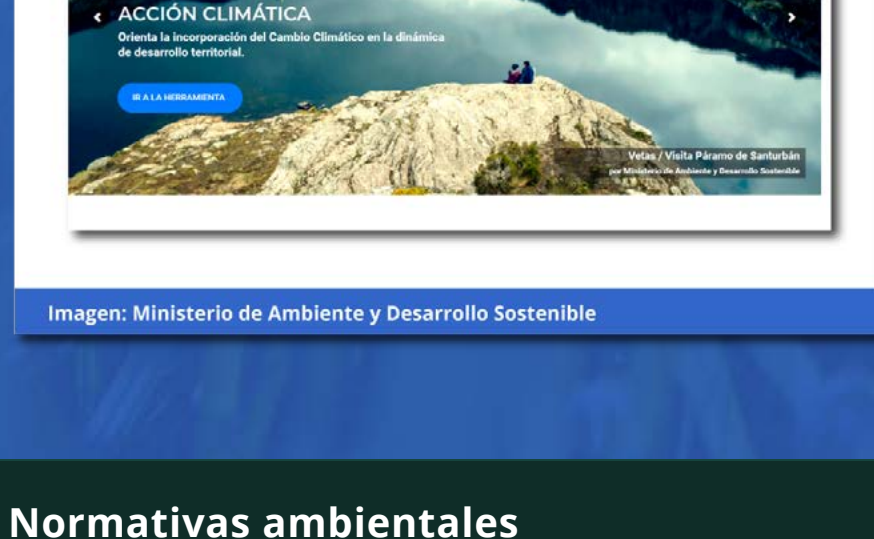 ACCIÓN CLIMÁTICA
Orienta la incorporación del Cambio Climático en la dinámica
de desarrollo territorial.
IR A LA HERRAMIENTA
Vetas / Visita Páramo de Santurbán
por Ministerio de Ambiente y Desarrollo Sostenible
Imagen: Ministerio de Ambiente y Desarrollo Sostenible
Normativas ambientales